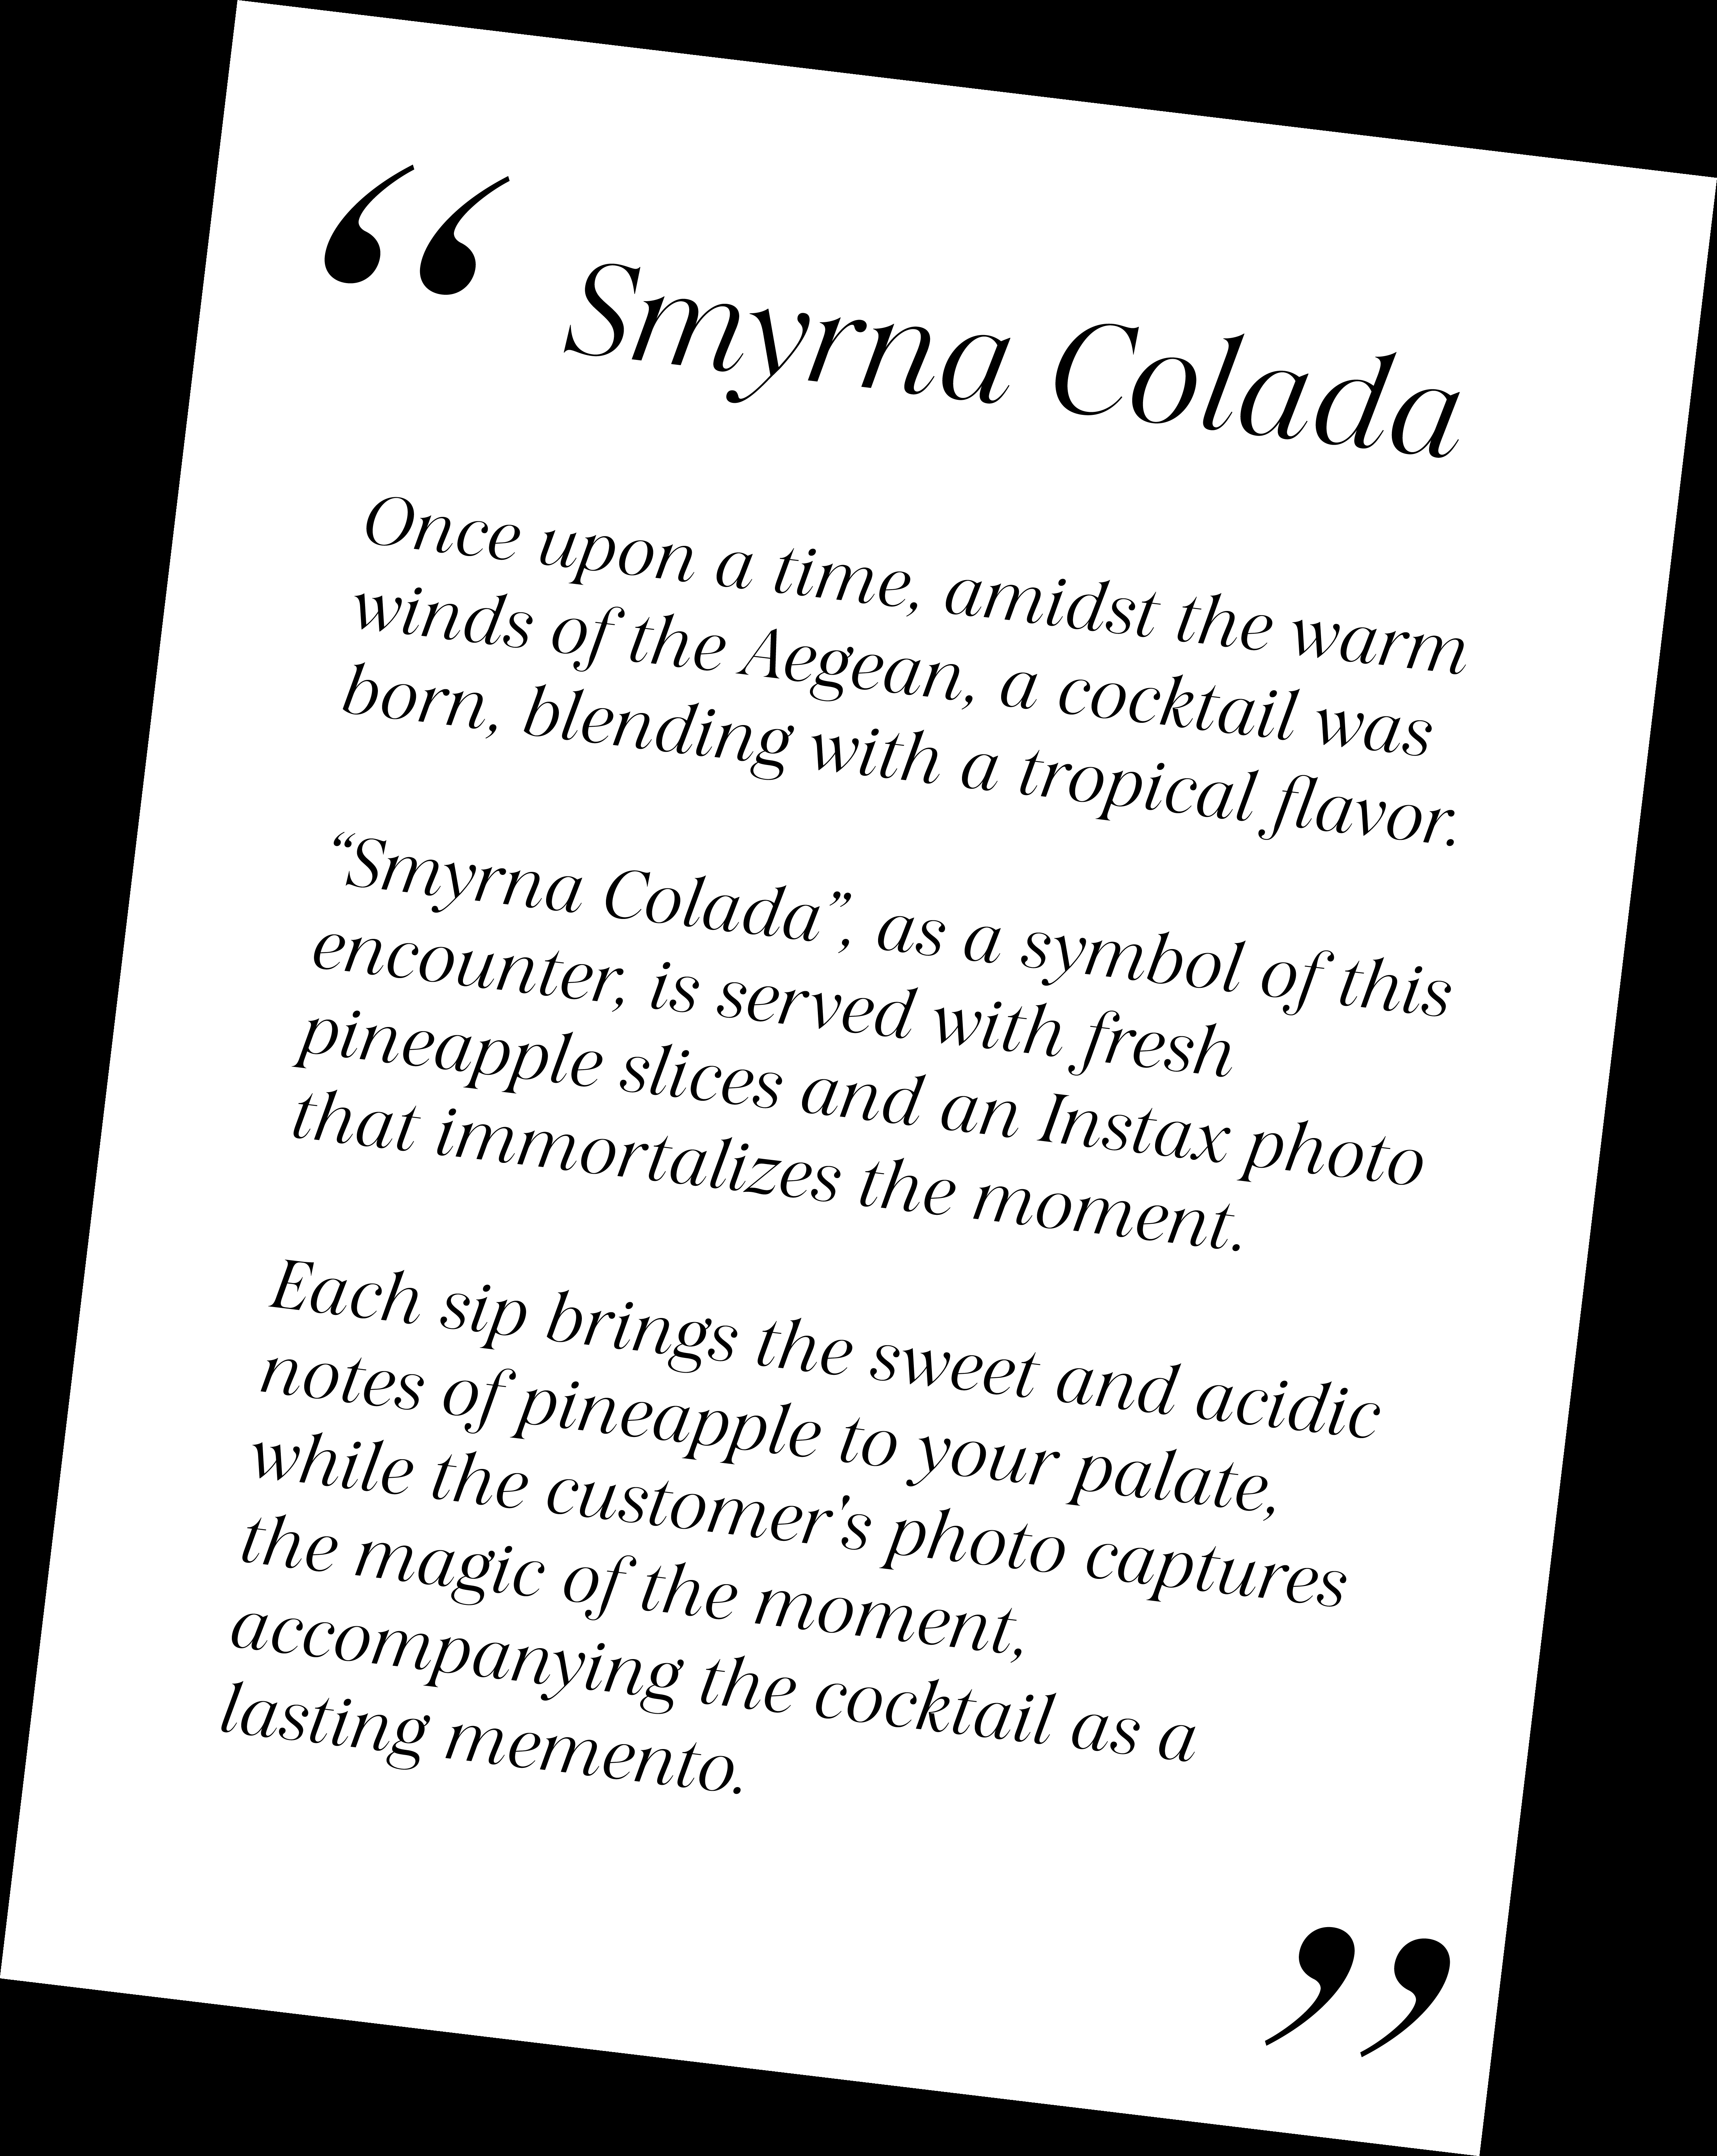 “ Smyrna Colada
Once upon a time, amidst the warm
winds of the Aegean, a cocktail was
born, blending with a tropical flavor.
“Smyrna Colada”, as a symbol of this
encounter, is served with fresh
pineapple slices and an Instax photo
that immortalizes the moment.
Each sip brings the sweet and acidic
notes of pineapple to your palate,
while the customer's photo captures
the magic of the moment,
accompanying the cocktail as a
lasting memento.
”